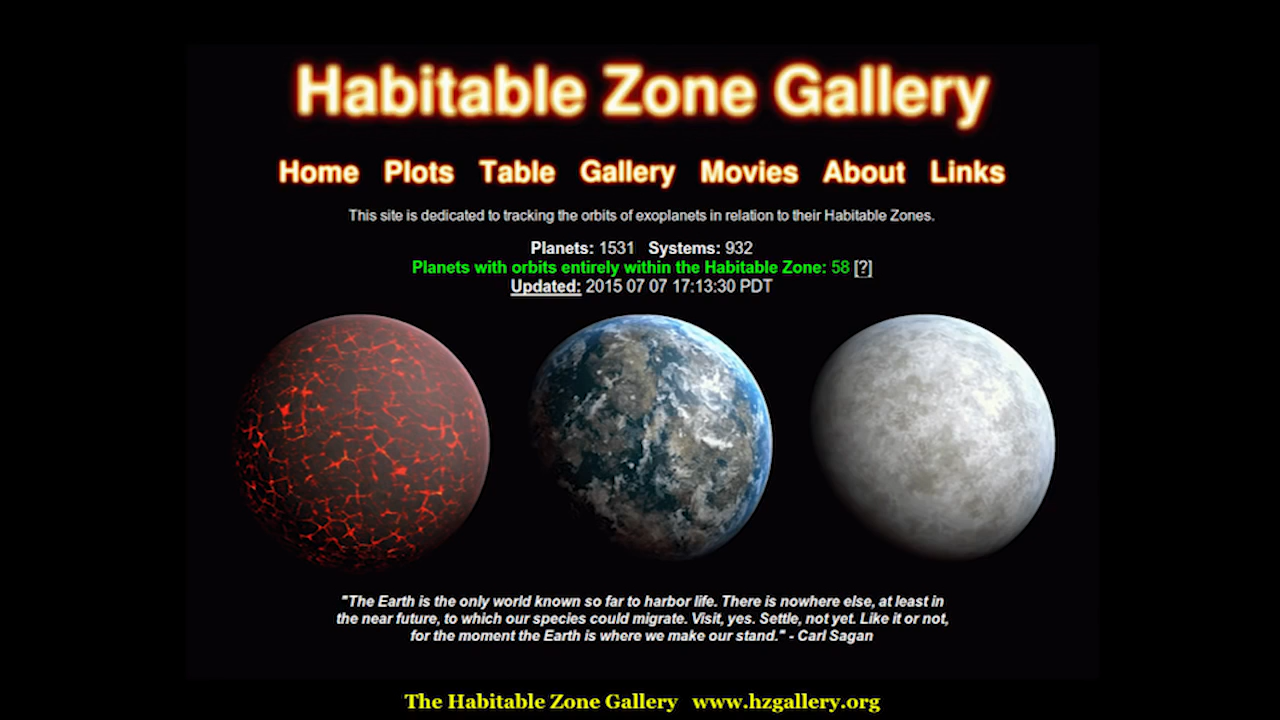 Habitable Zone Gallery
Home Plots Table Gallery Movies About Links
This site is dedicated to tracking the orbits of exoplanets in relation to their Habitable Zones.
Planets: 1531 Systems: 932
Planets with orbits entirely within the Habitable Zone: 58 [?]
Updated: 2015 07 07 17:13:30 PDT
"The Earth is the only world known so far to harbor life. There is nowhere else, at least in
the near future, to which our species could migrate. Visit, yes. Settle, not yet. Like it or not,
for the moment the Earth is where we make our stand." - Carl Sagan
The Habitable Zone Gallery www.hzgallery.org